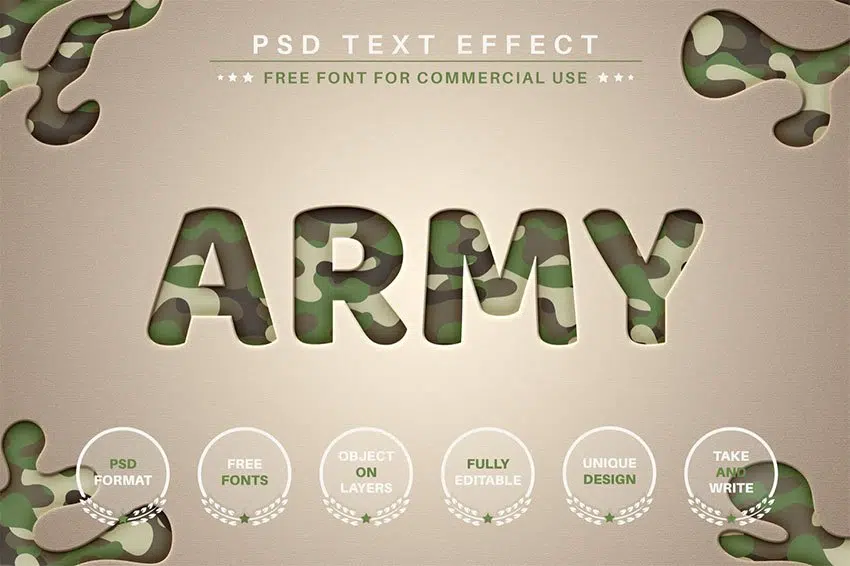 PSD TEXT EFFECT
FREE FONT FOR COMMERCIAL USE
ARMY
PSD
FORMAT
FREE
FONTS
OBJECT
ON
LAYERS
FULLY
EDITABLE
UNIQUE
DESIGN
TAKE
AND
WRITE